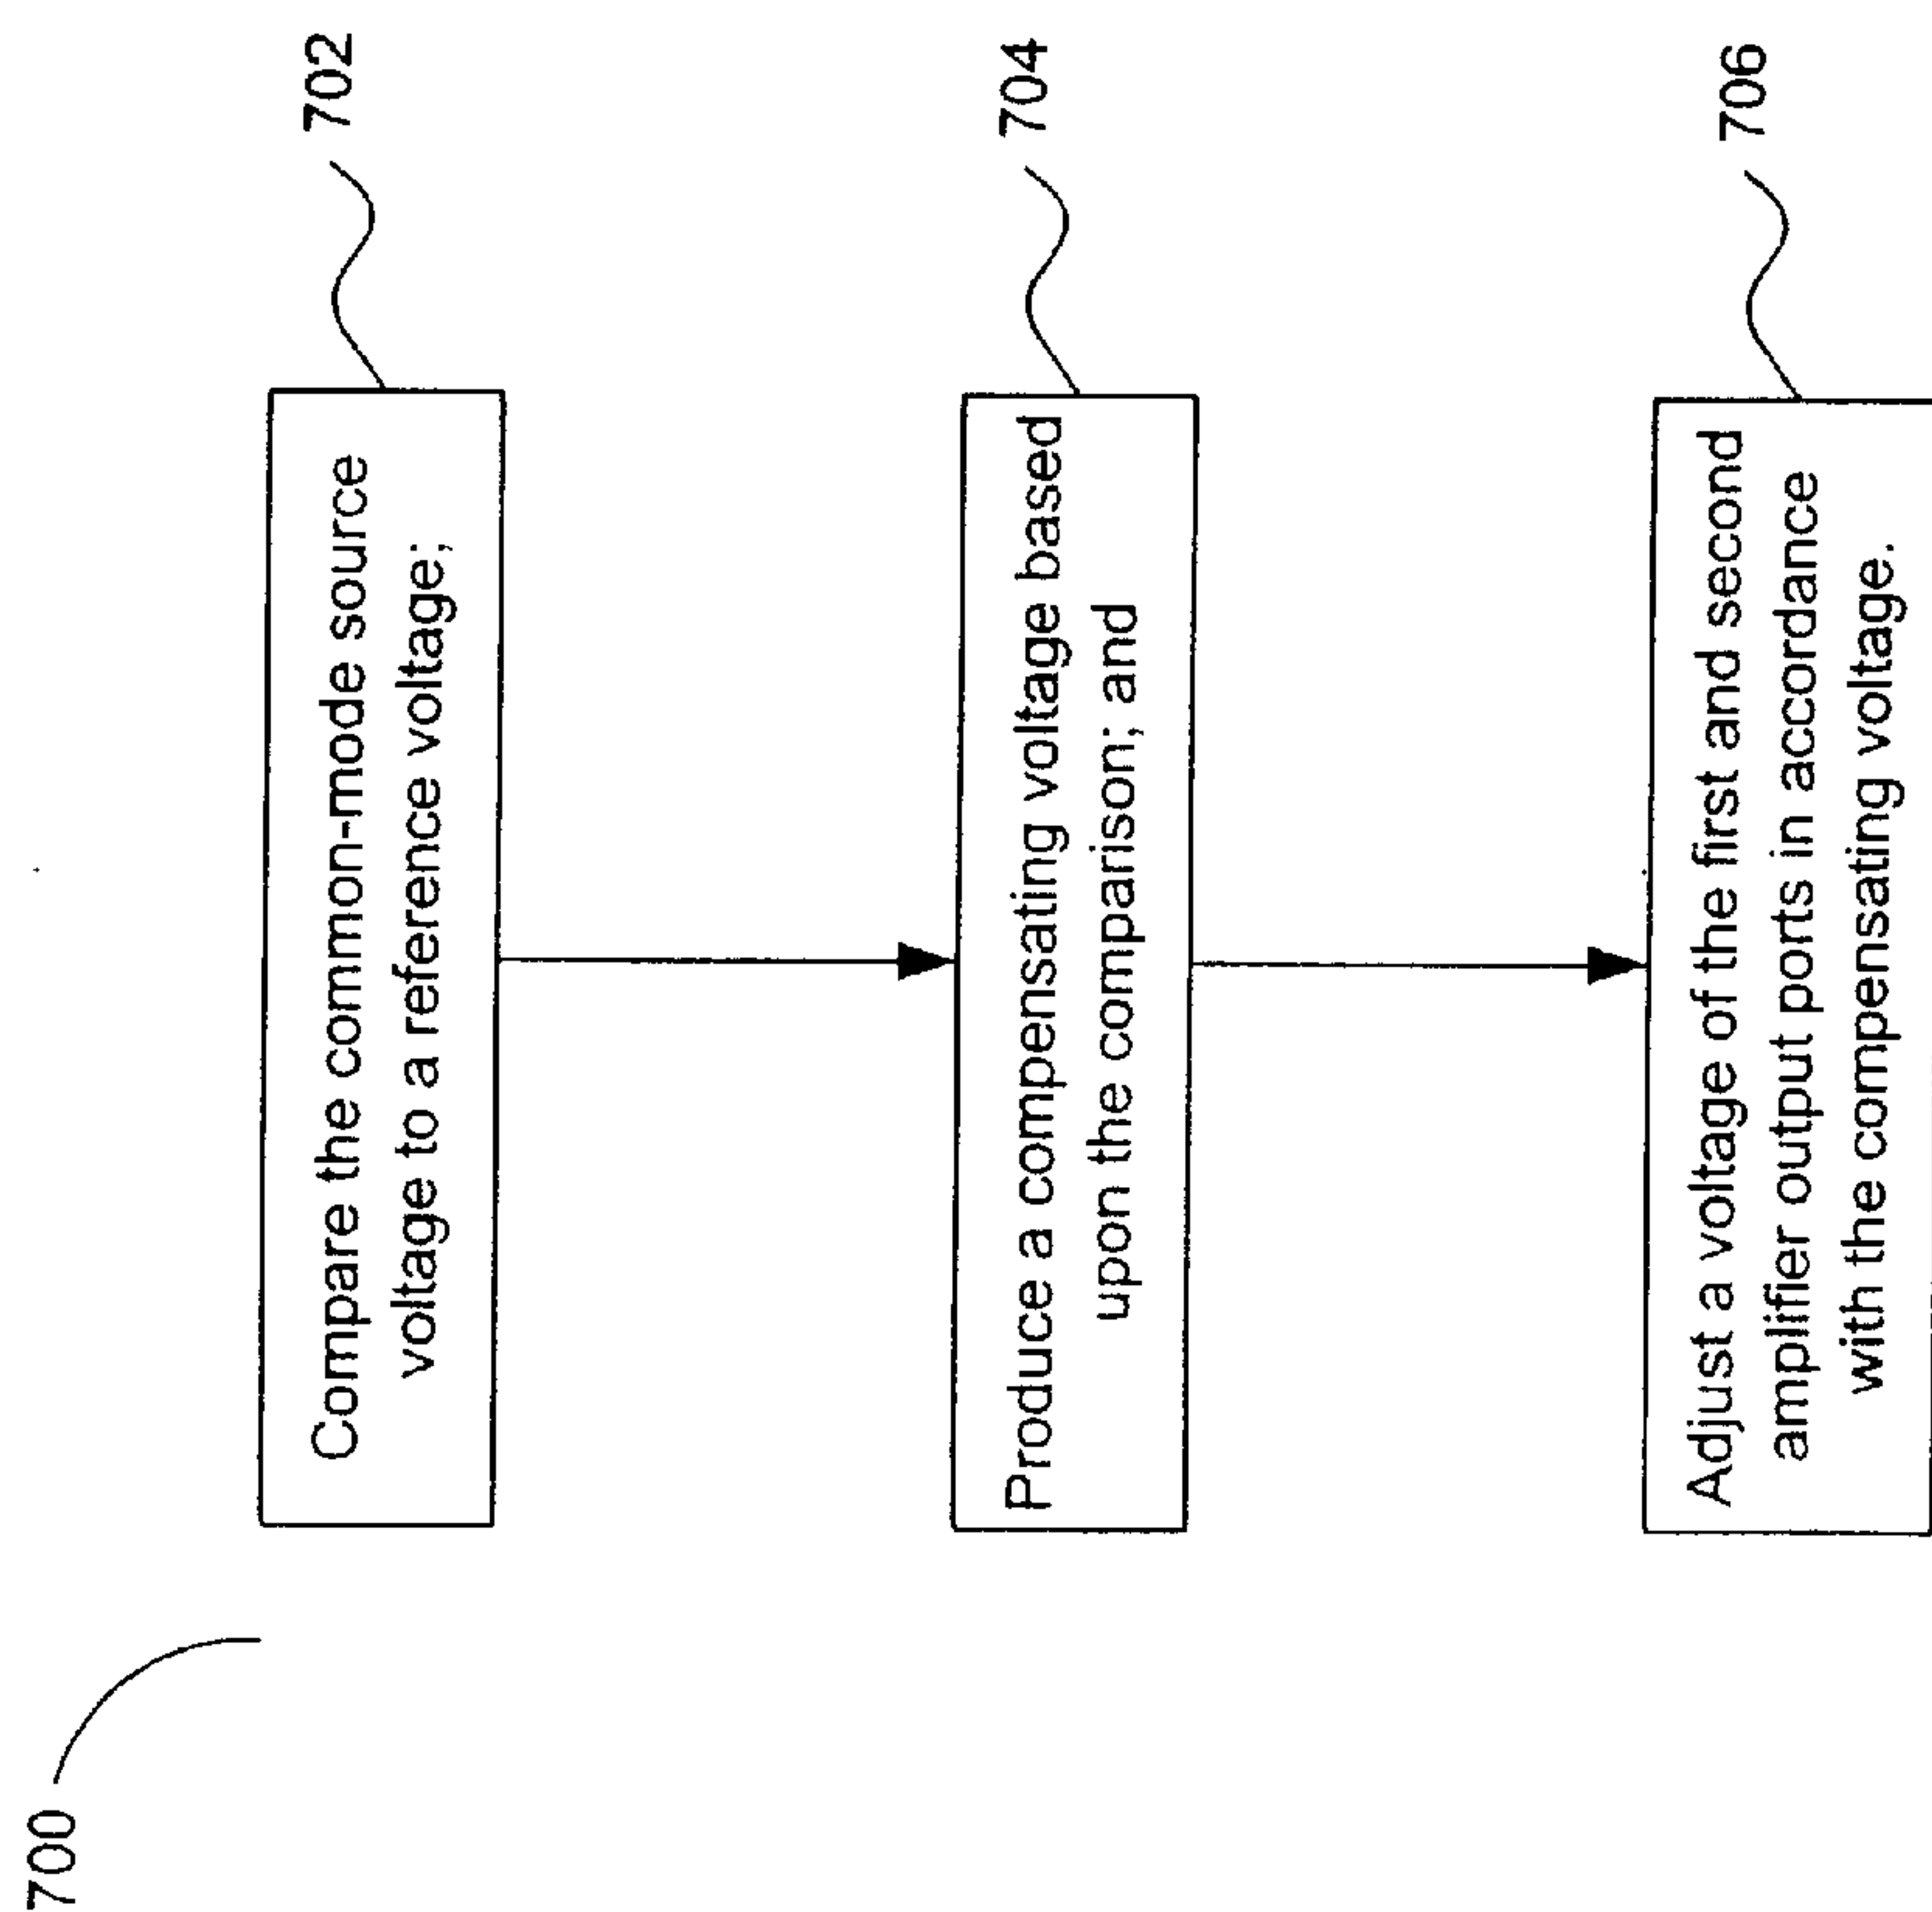 700
Compare the common-mode source
voltage to a reference voltage;
702
Produce a compensating voltage based
upon the comparison; and
704
Adjust a voltage of the first and second
amplifier output ports in accordance
with the compensating voltage.
706